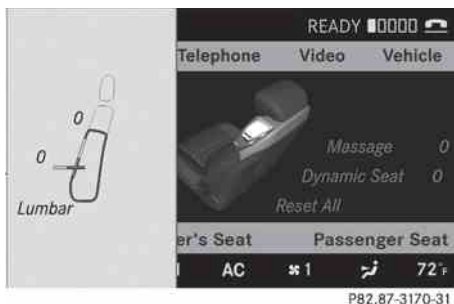 READY
Telephone Video Vehicle
0
Massage 0
0
Dynamic Seat 0
Lumbar
Reset All
er's Seat Passenger Seat
AC 1 72°F
P82.87-3170-31